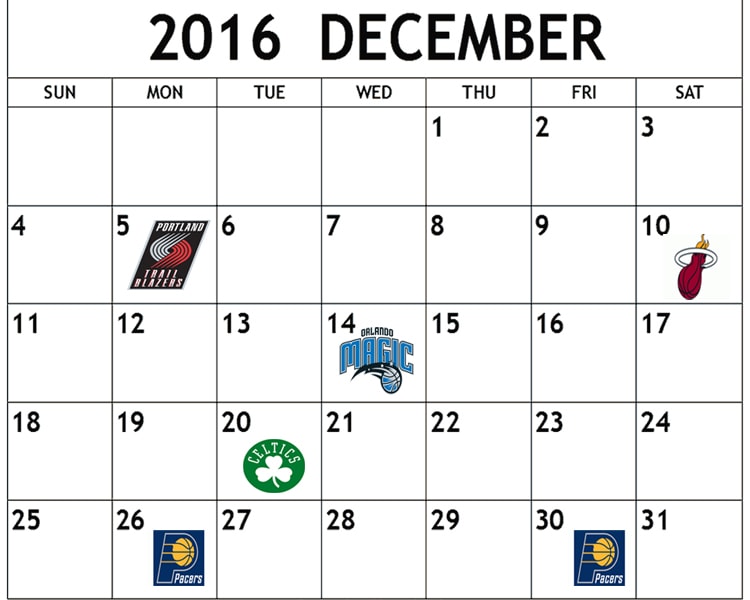 2016 DECEMBER
SUN MON TUE WED THU FRI SAT
1 2 3
4 5 6 7 8 9 10
PORTLAND
TRAIL
BLAZERS
11 12 13 14 15 16 17
ORLANDO
MAGIC
18 19 20 21 22 23 24
CELTICS
25 26 27 28 29 30 31
Pacers Pacers